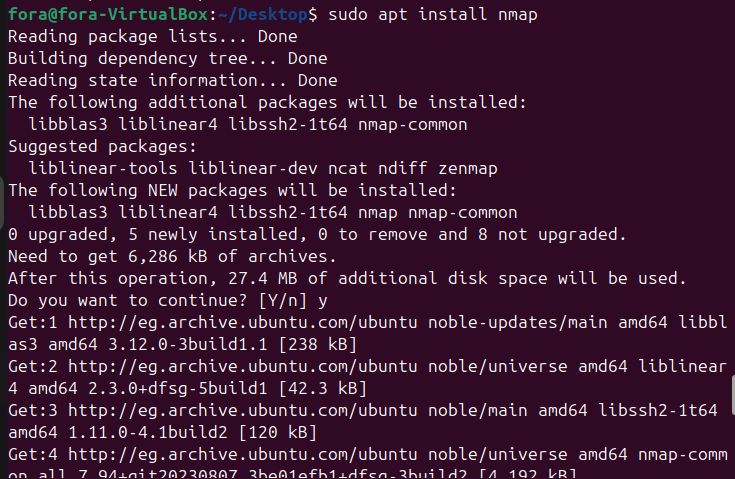 fora@fora-VirtualBox:~/Desktop$ sudo apt install nmap
Reading package lists... Done
Building dependency tree... Done
Reading state information... Done
The following additional packages will be installed:
  libblas3 liblinear4 libssh2-1t64 nmap-common
Suggested packages:
  liblinear-tools liblinear-dev ncat ndiff zenmap
The following NEW packages will be installed:
  libblas3 liblinear4 libssh2-1t64 nmap nmap-common
0 upgraded, 5 newly installed, 0 to remove and 8 not upgraded.
Need to get 6,286 kB of archives.
After this operation, 27.4 MB of additional disk space will be used.
Do you want to continue? [Y/n] y
Get:1 http://eg.archive.ubuntu.com/ubuntu noble-updates/main amd64 libbl
as3 amd64 3.12.0-3build1.1 [238 kB]
Get:2 http://eg.archive.ubuntu.com/ubuntu noble/universe amd64 liblinear
4 amd64 2.3.0+dfsg-5build1 [42.3 kB]
Get:3 http://eg.archive.ubuntu.com/ubuntu noble/main amd64 libssh2-1t64
amd64 1.11.0-4.1build2 [120 kB]
Get:4 http://eg.archive.ubuntu.com/ubuntu noble/universe amd64 nmap-comm
on all 7.94+git20230807.3be01efb1+dfsg-3build2 [4,192 kB]